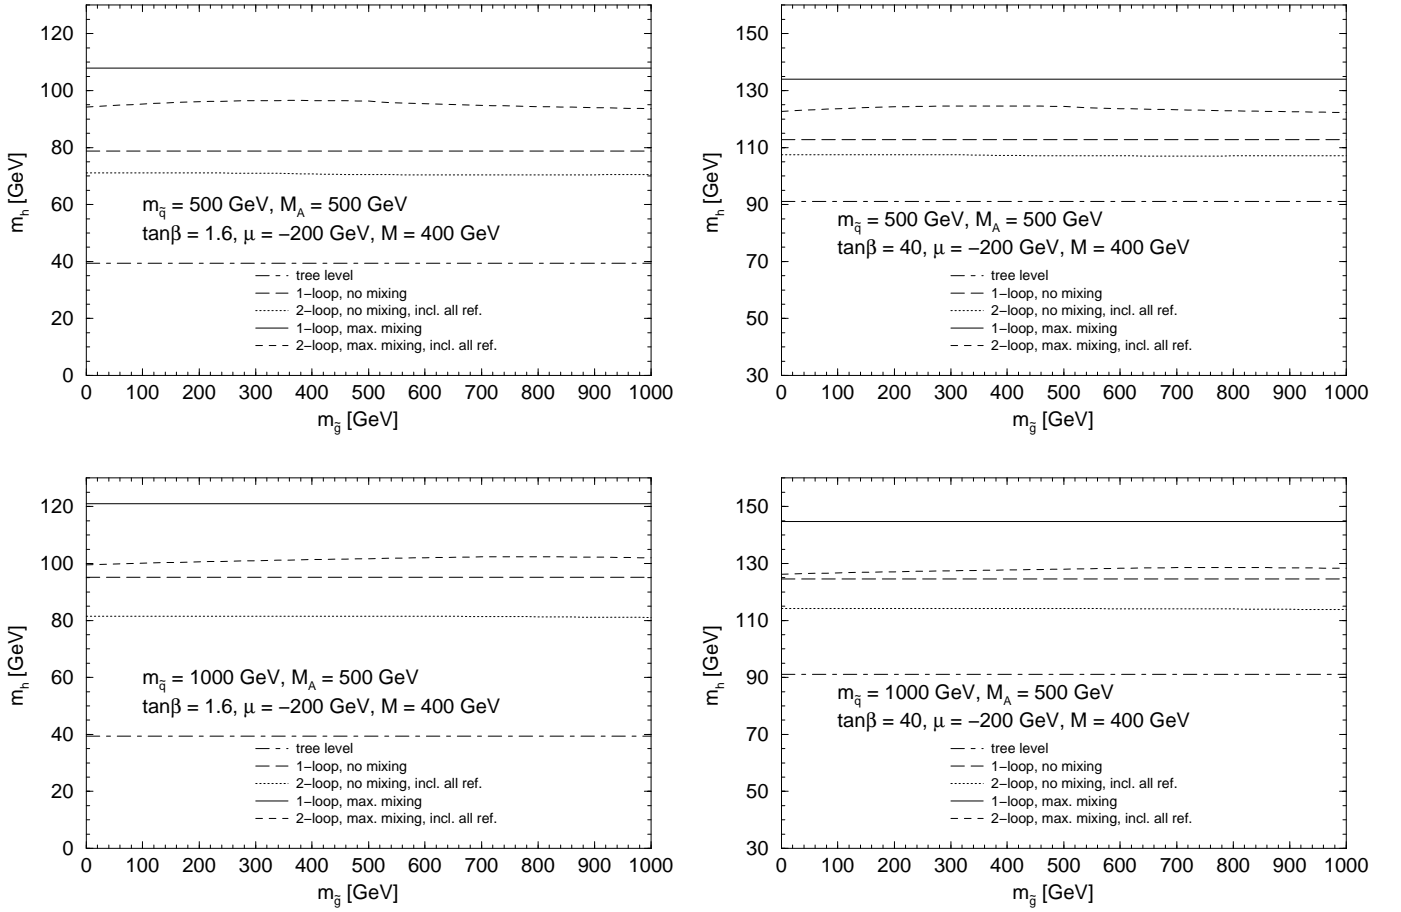 120
100
80
60
40
20
0
m_h [GeV]
m_q̃ = 500 GeV, M_A = 500 GeV
tanβ = 1.6, μ = −200 GeV, M = 400 GeV
tree level
1−loop, no mixing
2−loop, no mixing, incl. all ref.
1−loop, max. mixing
2−loop, max. mixing, incl. all ref.
0 100 200 300 400 500 600 700 800 900 1000
m_g̃ [GeV]
150
130
110
90
70
50
30
m_h [GeV]
m_q̃ = 500 GeV, M_A = 500 GeV
tanβ = 40, μ = −200 GeV, M = 400 GeV
tree level
1−loop, no mixing
2−loop, no mixing, incl. all ref.
1−loop, max. mixing
2−loop, max. mixing, incl. all ref.
0 100 200 300 400 500 600 700 800 900 1000
m_g̃ [GeV]
120
100
80
60
40
20
0
m_h [GeV]
m_q̃ = 1000 GeV, M_A = 500 GeV
tanβ = 1.6, μ = −200 GeV, M = 400 GeV
tree level
1−loop, no mixing
2−loop, no mixing, incl. all ref.
1−loop, max. mixing
2−loop, max. mixing, incl. all ref.
0 100 200 300 400 500 600 700 800 900 1000
m_g̃ [GeV]
150
130
110
90
70
50
30
m_h [GeV]
m_q̃ = 1000 GeV, M_A = 500 GeV
tanβ = 40, μ = −200 GeV, M = 400 GeV
tree level
1−loop, no mixing
2−loop, no mixing, incl. all ref.
1−loop, max. mixing
2−loop, max. mixing, incl. all ref.
0 100 200 300 400 500 600 700 800 900 1000
m_g̃ [GeV]